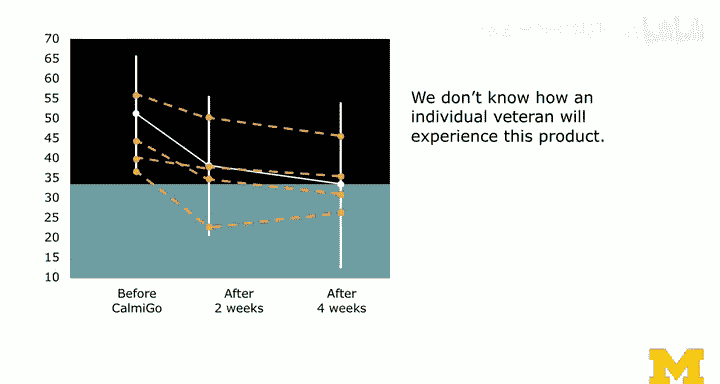 70
65
60
55
50
45
40
35
30
25
20
15
10
We don't know how an
individual veteran will
experience this product.
Before
CalmiGo
After
2 weeks
After
4 weeks
M